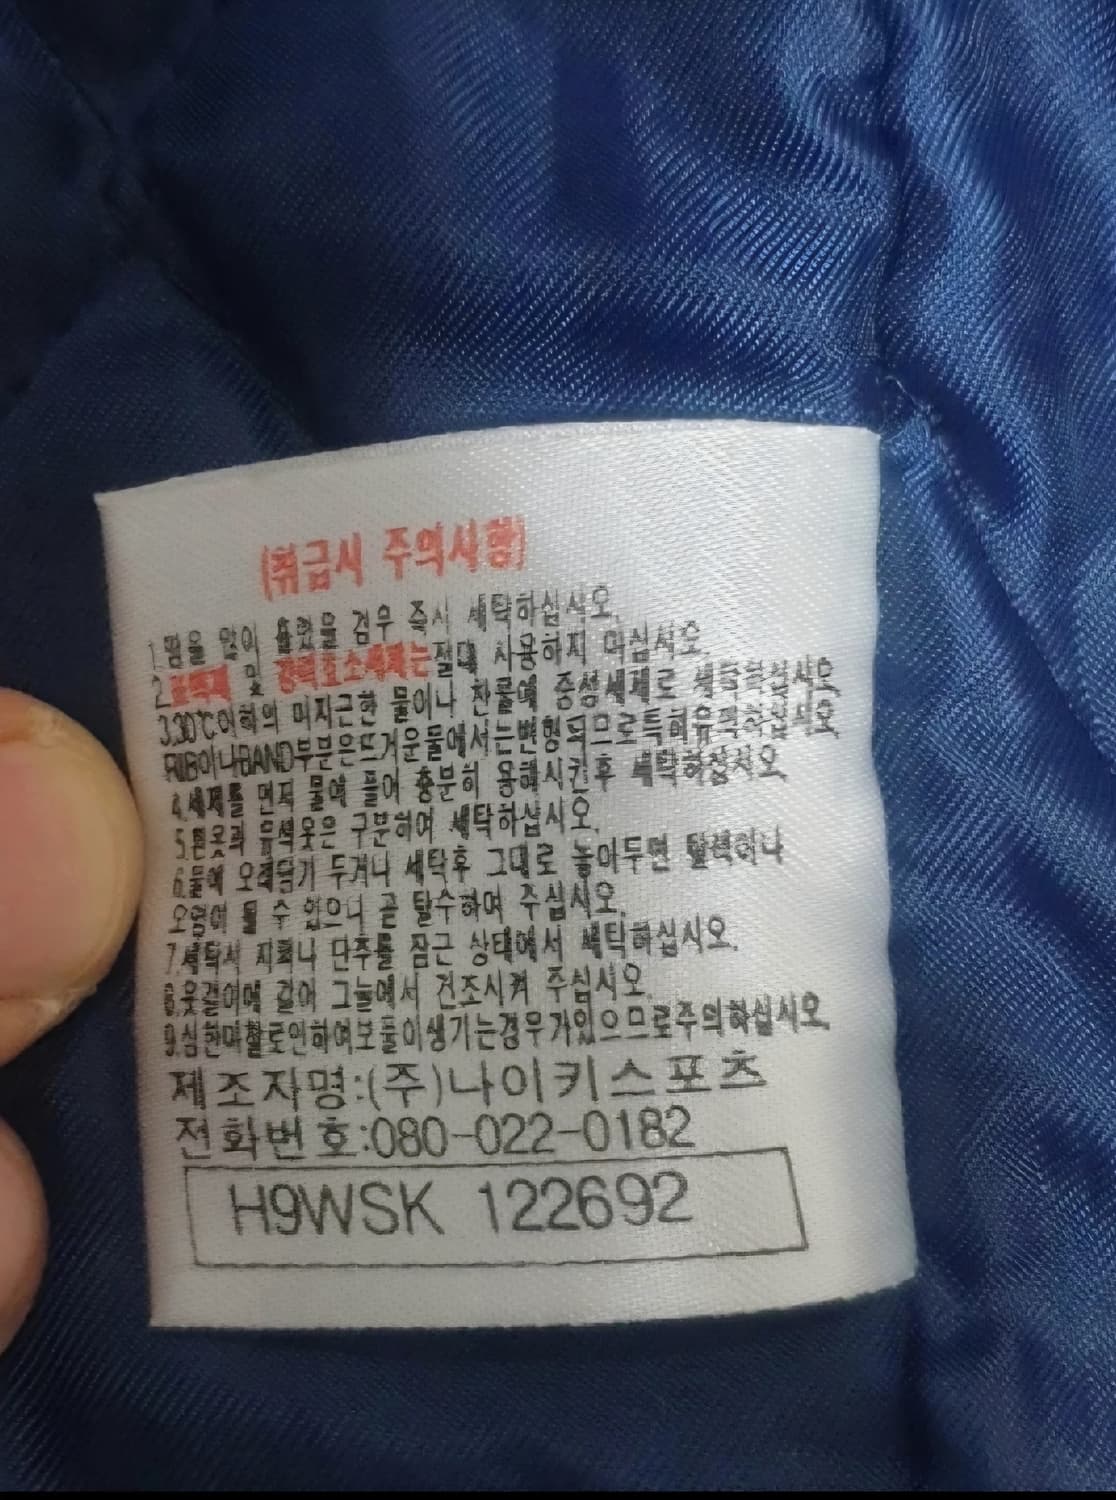 (취급시 주의사항)
1.땀을 많이 흘렸을 경우 즉시 세탁하십시오.
2.표백제 및 강력효소세제는절대 사용하지 마십시오.
3.30℃이하의 미지근한 물이나 찬물에 중성세제로 세탁하십시오
RIB이나BAND부분은뜨거운물에서는변형되므로특히유의하십시오
4.세제를 먼저 물에 풀어 충분히 용해시킨후 세탁하십시오.
5.흰옷과 유색옷은 구분하여 세탁하십시오.
6.물에 오래담가 두거나 세탁후 그대로 놓아두면 탈색이나
오염이 될 수 있으니 곧 탈수하여 주십시오.
7.세탁시 지퍼나 단추를 잠근 상태에서 세탁하십시오.
8.옷걸이에 걸어 그늘에서 건조시켜 주십시오.
9.심한마찰로인하여보풀이생기는경우가있으므로주의하십시오.
제조자명:(주)나이키스포츠
전화번호:080-022-0182
H9WSK 122692